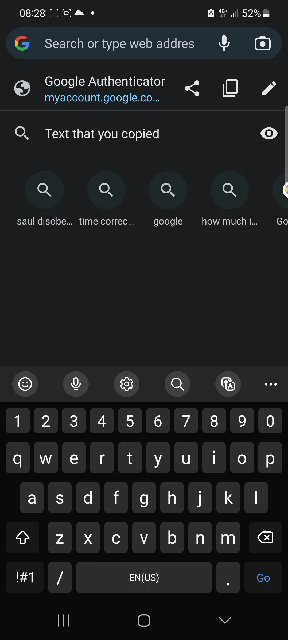 08:28 52%
Search or type web addres
Google Authenticator
myaccount.google.co...
Text that you copied
saul disobe... time correc... google how much i... Go
1 2 3 4 5 6 7 8 9 0
q w e r t y u i o p
a s d f g h j k l
z x c v b n m
!#1 / EN(US) . Go